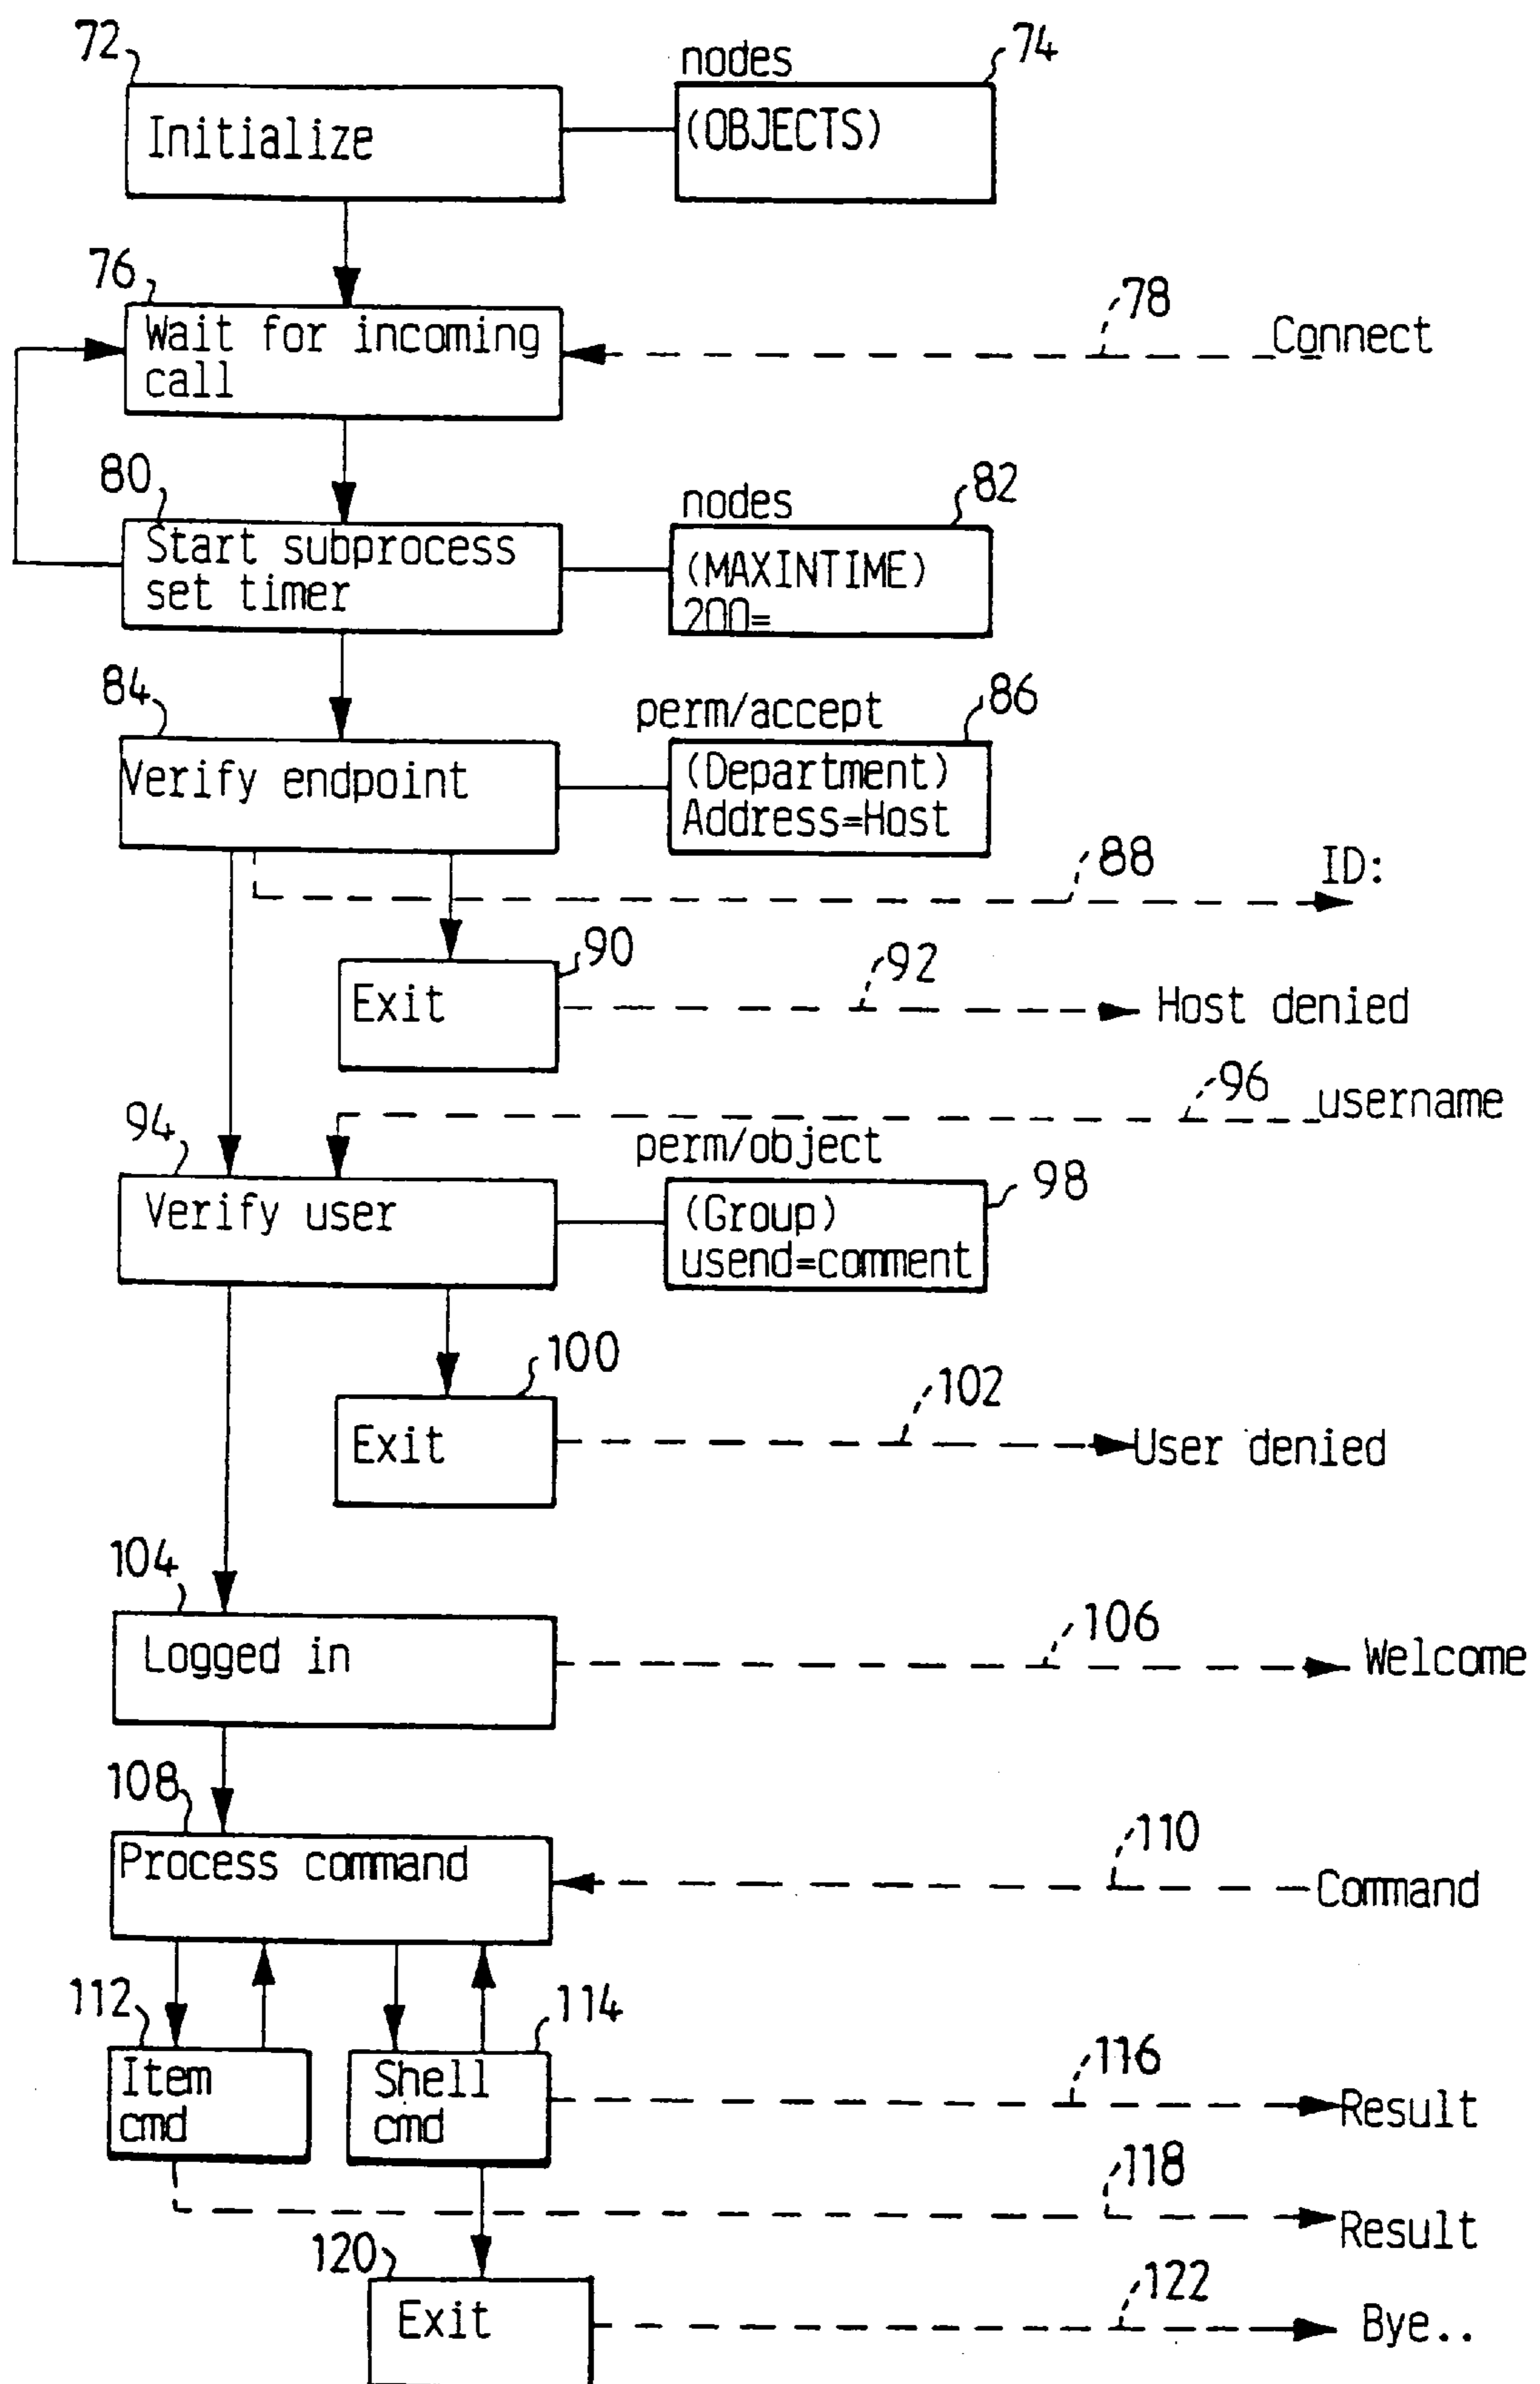 72
nodes
74
Initialize
(OBJECTS)
76
78
Wait for incoming
call
Connect
80
nodes
82
Start subprocess
set timer
(MAXINTIME)
200=
84
perm/accept
86
Verify endpoint
(Department)
Address=Host
88
ID:
90
92
Exit
Host denied
96
username
94
perm/object
98
Verify user
(Group)
usend=comment
100
102
Exit
User denied
104
106
Logged in
Welcome
108
110
Process command
Command
112
114
116
Item
cmd
Shell
cmd
Result
118
Result
120
122
Exit
Bye..